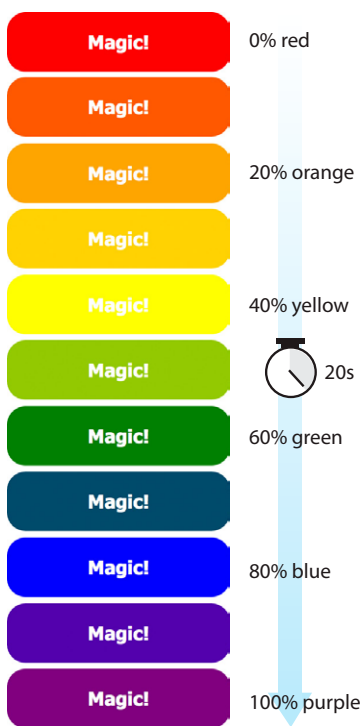 Magic!
0% red
Magic!
Magic!
20% orange
Magic!
Magic!
40% yellow
Magic!
20s
Magic!
60% green
Magic!
Magic!
80% blue
Magic!
Magic!
100% purple